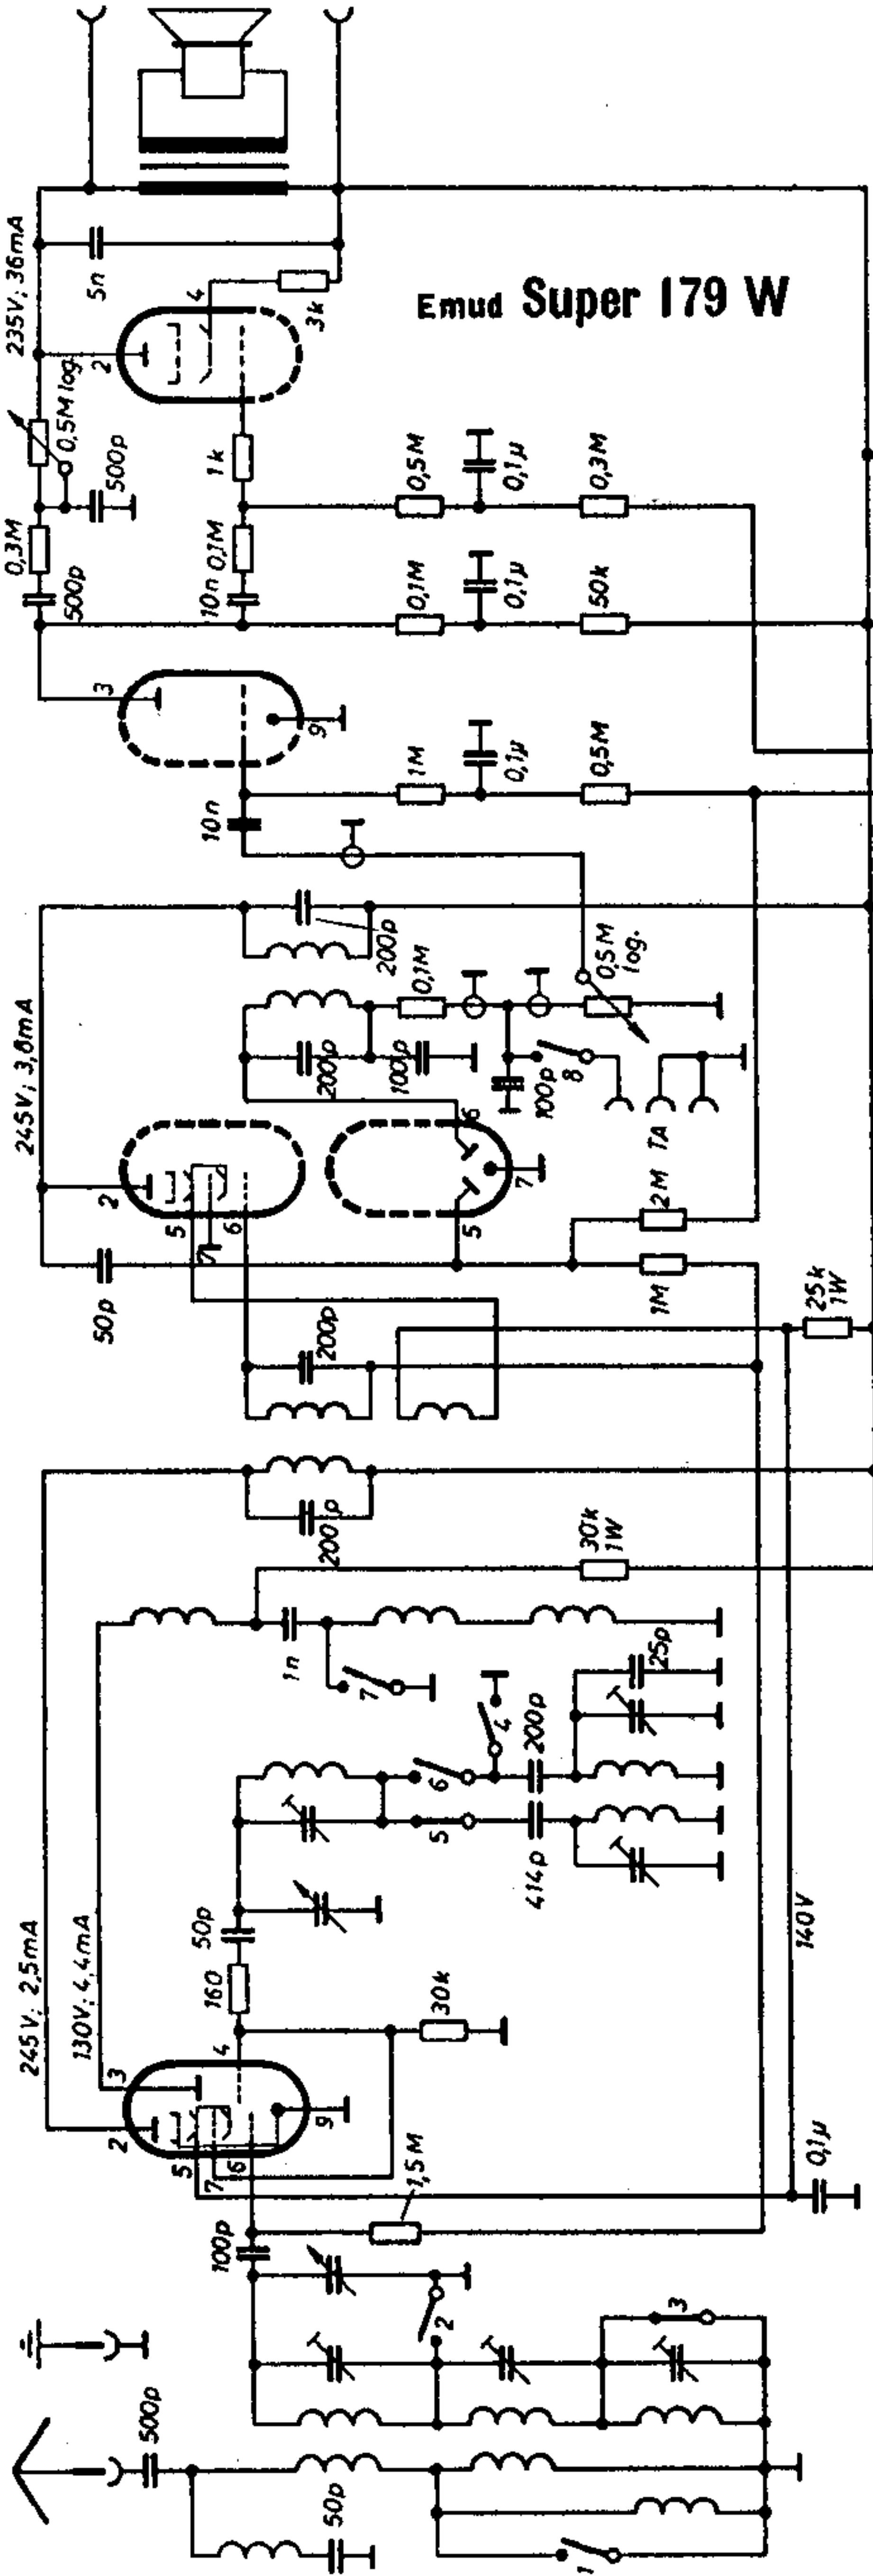 Emud Super 179 W
235V; 36mA
0,5M log.
0,3M
500p
500p
5n
2
4
3k
1k
0,1M
10n
0,5M
0,1µ
0,3M
0,1M
0,1µ
50k
3
9
10n
1M
0,1µ
0,5M
245V; 3,8mA
200p
0,1M
0,5M
log.
200p
100p
100p
8
TA
2
5
6
7
6
5
7
50p
2M
1M
25k
1W
200p
200p
30k
1W
245V; 2,5mA
130V; 4,4mA
1n
7
4
200p
25p
6
5
414p
50p
160
30k
140V
2
3
4
5
7
6
9
1,5M
100p
0,1µ
2
3
500p
50p
1